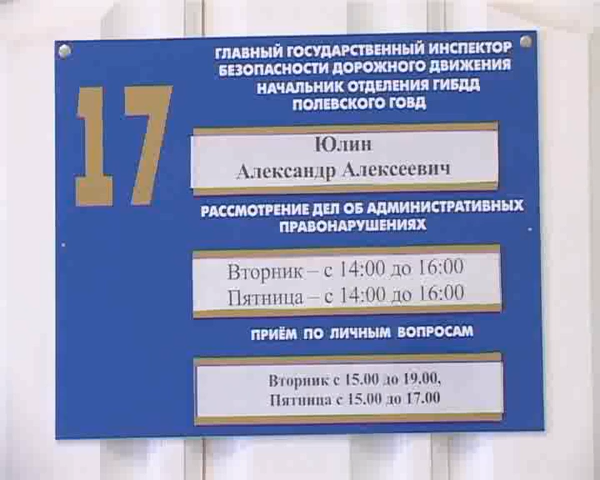 17
ГЛАВНЫЙ ГОСУДАРСТВЕННЫЙ ИНСПЕКТОР
БЕЗОПАСНОСТИ ДОРОЖНОГО ДВИЖЕНИЯ
НАЧАЛЬНИК ОТДЕЛЕНИЯ ГИБДД
ПОЛЕВСКОГО ГОВД
Юлин
Александр Алексеевич
РАССМОТРЕНИЕ ДЕЛ ОБ АДМИНИСТРАТИВНЫХ
ПРАВОНАРУШЕНИЯХ
Вторник – с 14:00 до 16:00
Пятница – с 14:00 до 16:00
ПРИЁМ ПО ЛИЧНЫМ ВОПРОСАМ
Вторник с 15.00 до 19.00,
Пятница с 15.00 до 17.00